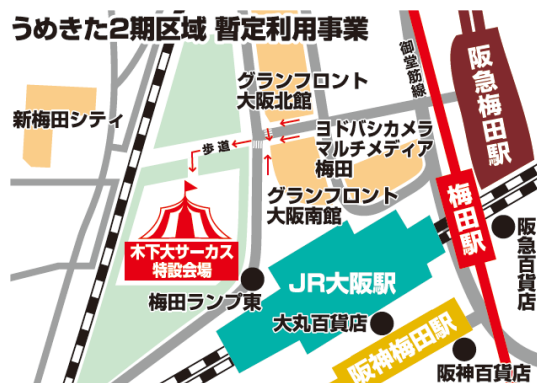 うめきた2期区域 暫定利用事業
グランフロント
大阪北館
御堂筋線
阪急梅田駅
新梅田シティ
歩道
ヨドバシカメラ
マルチメディア
梅田
グランフロント
大阪南館
梅田駅
阪急百貨店
木下大サーカス
特設会場
梅田ランプ東
JR大阪駅
大丸百貨店
阪神梅田駅
阪神百貨店